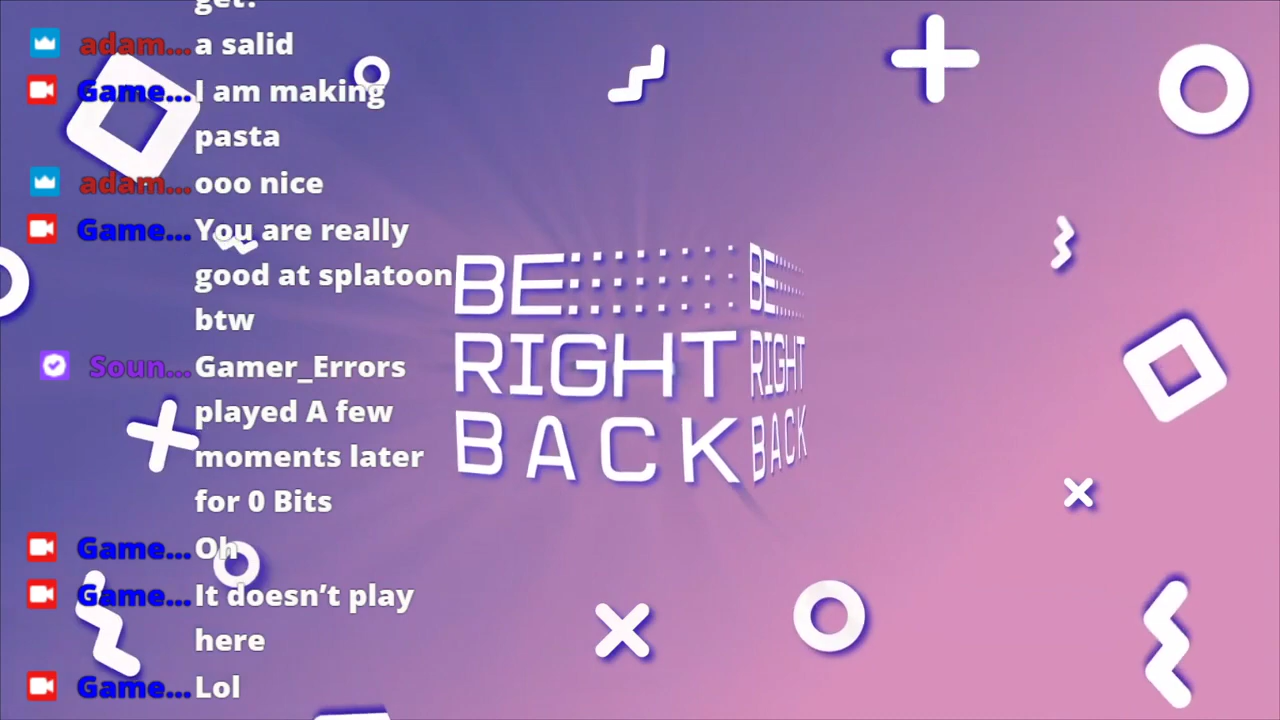 get?
adam... a salid
Game... I am making
pasta
adam... ooo nice
Game... You are really
good at splatoon
btw
Soun... Gamer_Errors
played A few
moments later
for 0 Bits
Game... Oh
Game... It doesn’t play
here
Game... Lol
BE
RIGHT
BACK
BE
RIGHT
BACK